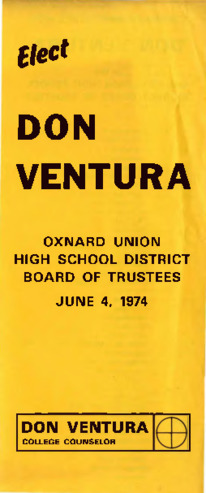 Elect
DON
VENTURA
OXNARD UNION
HIGH SCHOOL DISTRICT
BOARD OF TRUSTEES
JUNE 4, 1974
DON VENTURA
COLLEGE COUNSELOR